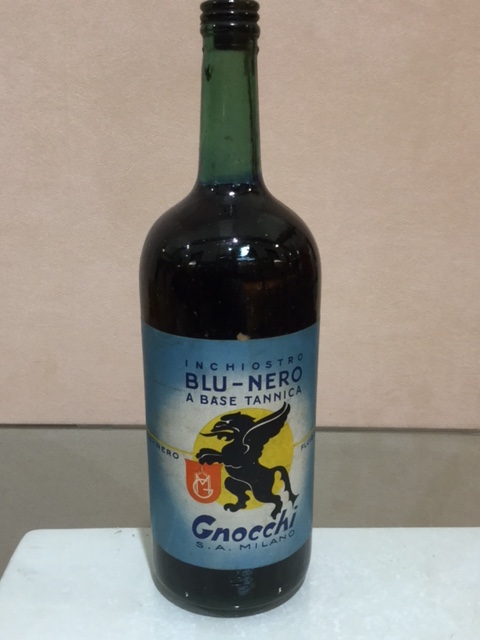 INCHIOSTRO
BLU-NERO
A BASE TANNICA
NERO
MG
Gnocchi
S.A. MILANO